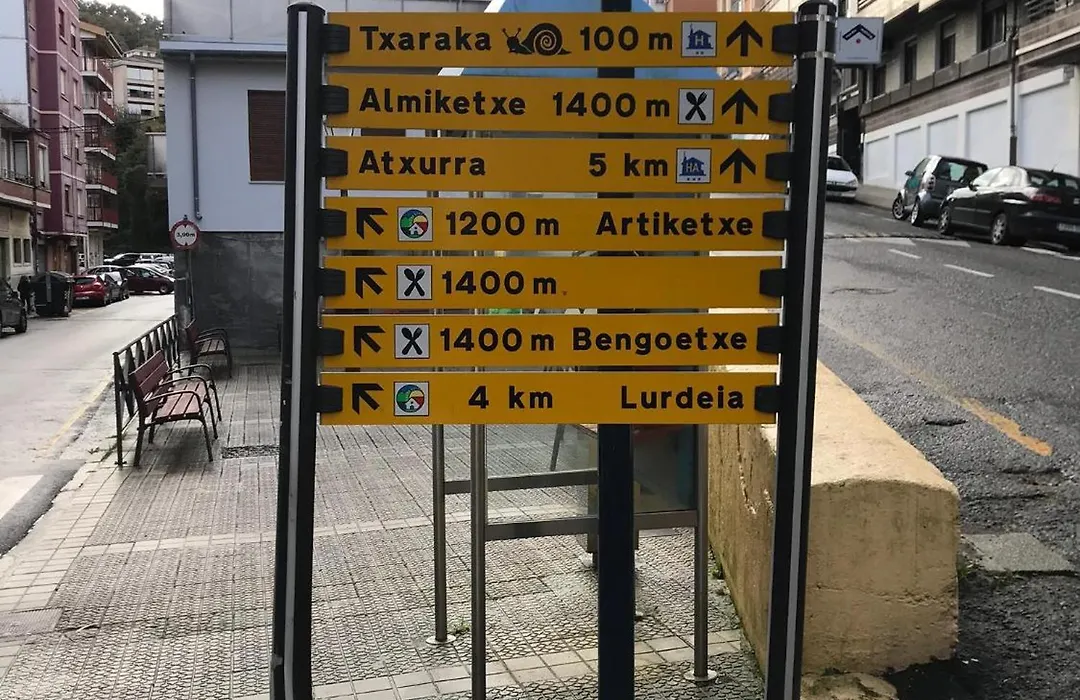 Txaraka 100 m
Almiketxe 1400 m
Atxurra 5 km HA
1200 m Artiketxe
1400 m
1400 m Bengoetxe
4 km Lurdeia